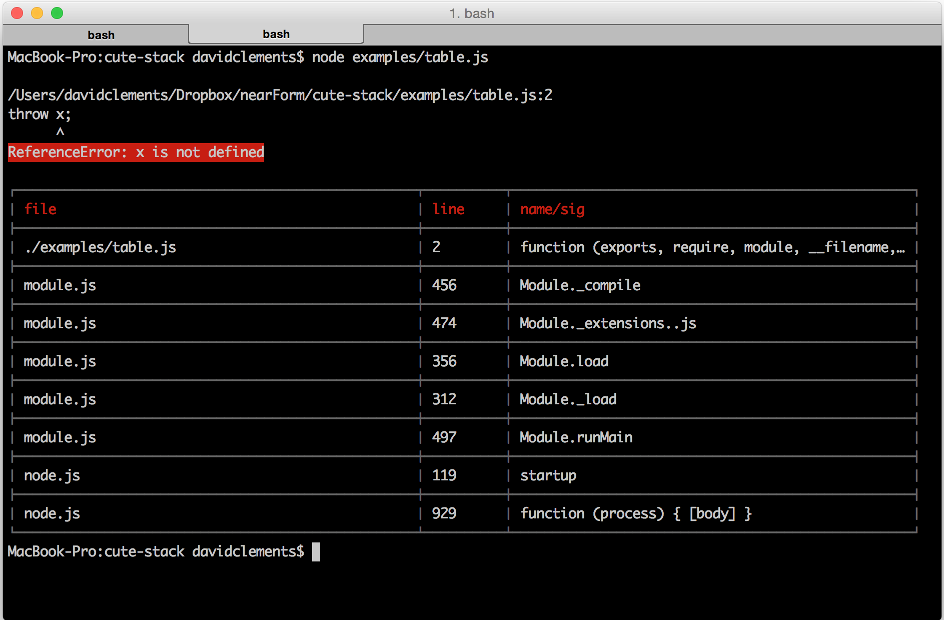 1. bash
bash bash
MacBook-Pro:cute-stack davidclements$ node examples/table.js
/Users/davidclements/Dropbox/nearForm/cute-stack/examples/table.js:2
throw x;
^
ReferenceError: x is not defined
file line name/sig
./examples/table.js 2 function (exports, require, module, __filename,…
module.js 456 Module._compile
module.js 474 Module._extensions..js
module.js 356 Module.load
module.js 312 Module._load
module.js 497 Module.runMain
node.js 119 startup
node.js 929 function (process) { [body] }
MacBook-Pro:cute-stack davidclements$